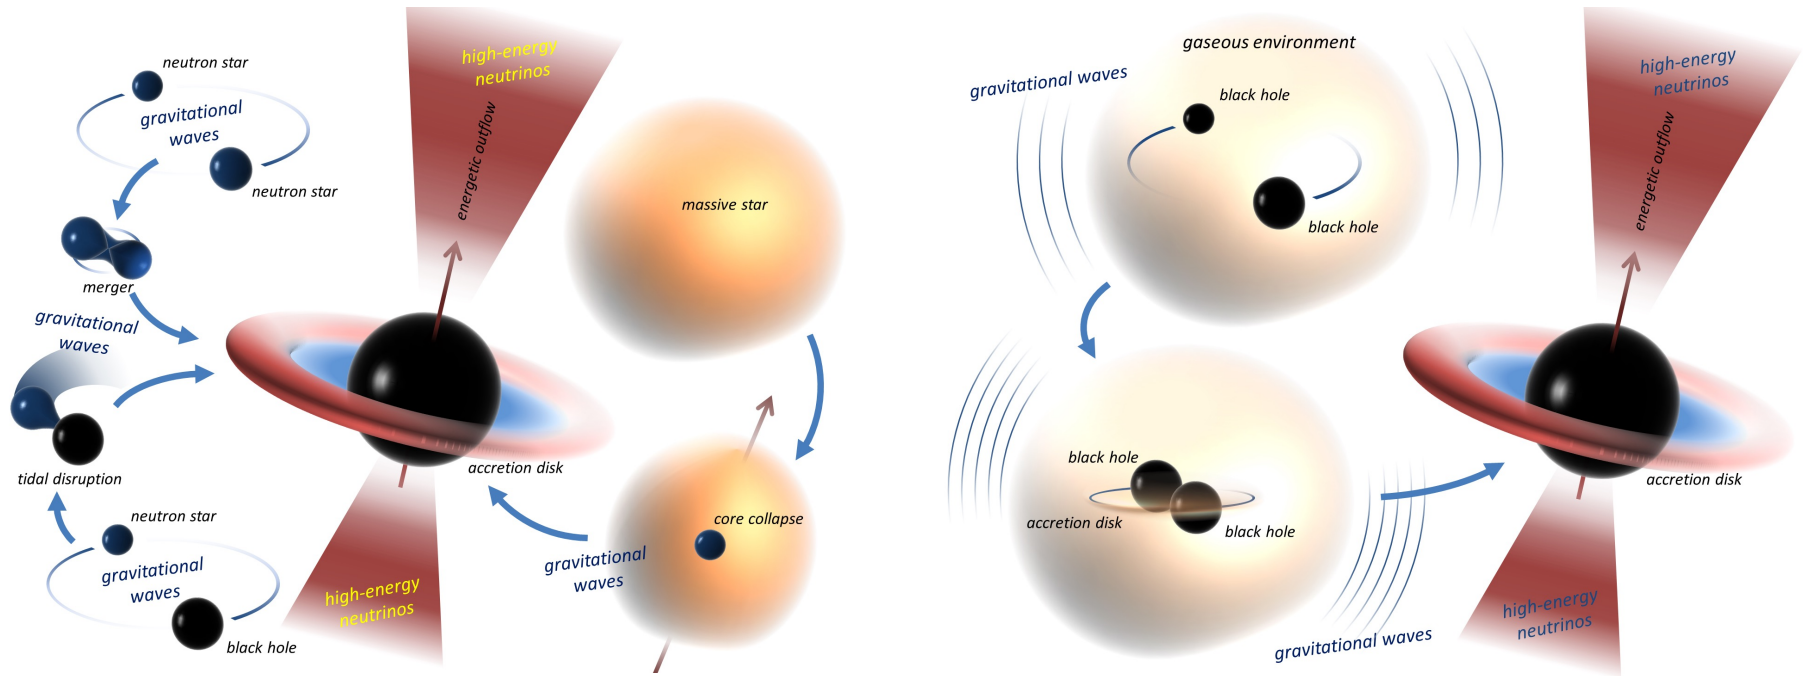 neutron star
gravitational
waves
neutron star
merger
gravitational
waves
tidal disruption
neutron star
gravitational
waves
black hole
high-energy
neutrinos
energetic outflow
accretion disk
high-energy
neutrinos
massive star
core collapse
gravitational
waves
gaseous environment
gravitational waves
black hole
black hole
black hole
accretion disk
black hole
gravitational waves
high-energy
neutrinos
energetic outflow
accretion disk
high-energy
neutrinos